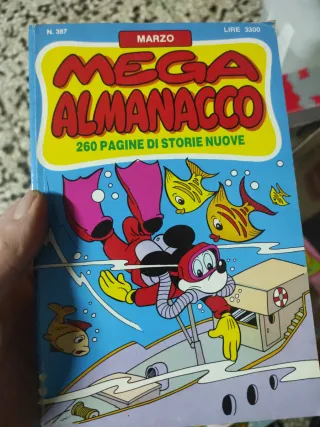 N. 387
LIRE 3300
MARZO
MEGA
ALMANACCO
260 PAGINE DI STORIE NUOVE